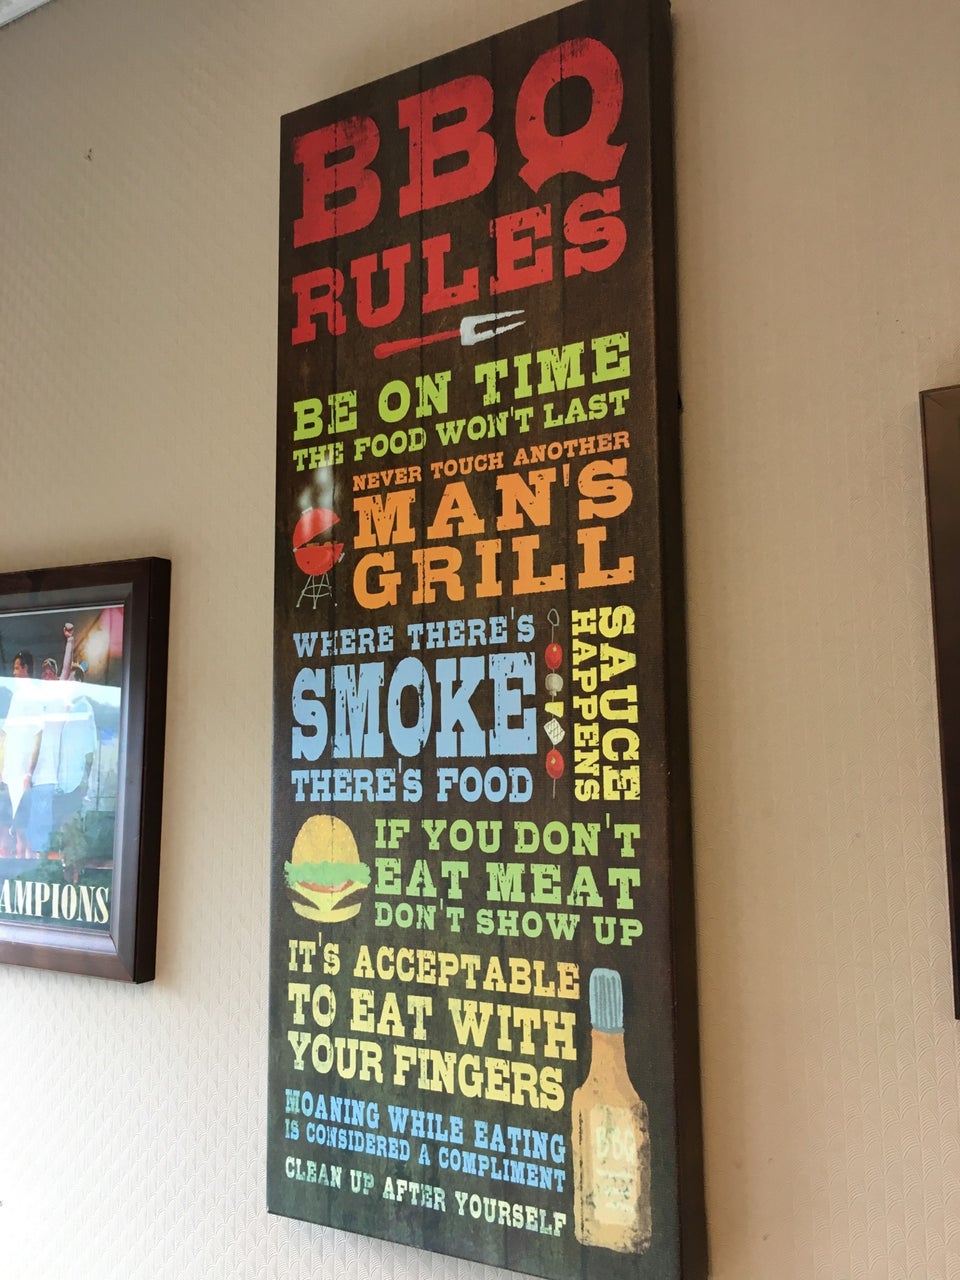 BBQ
RULES
BE ON TIME
THE FOOD WON'T LAST
NEVER TOUCH ANOTHER
MAN'S
GRILL
WHERE THERE'S
SMOKE
THERE'S FOOD
SAUCE
HAPPENS
IF YOU DON'T
EAT MEAT
DON'T SHOW UP
IT'S ACCEPTABLE
TO EAT WITH
YOUR FINGERS
MOANING WHILE EATING
IS CONSIDERED A COMPLIMENT
CLEAN UP AFTER YOURSELF
BBQ
AMPIONS